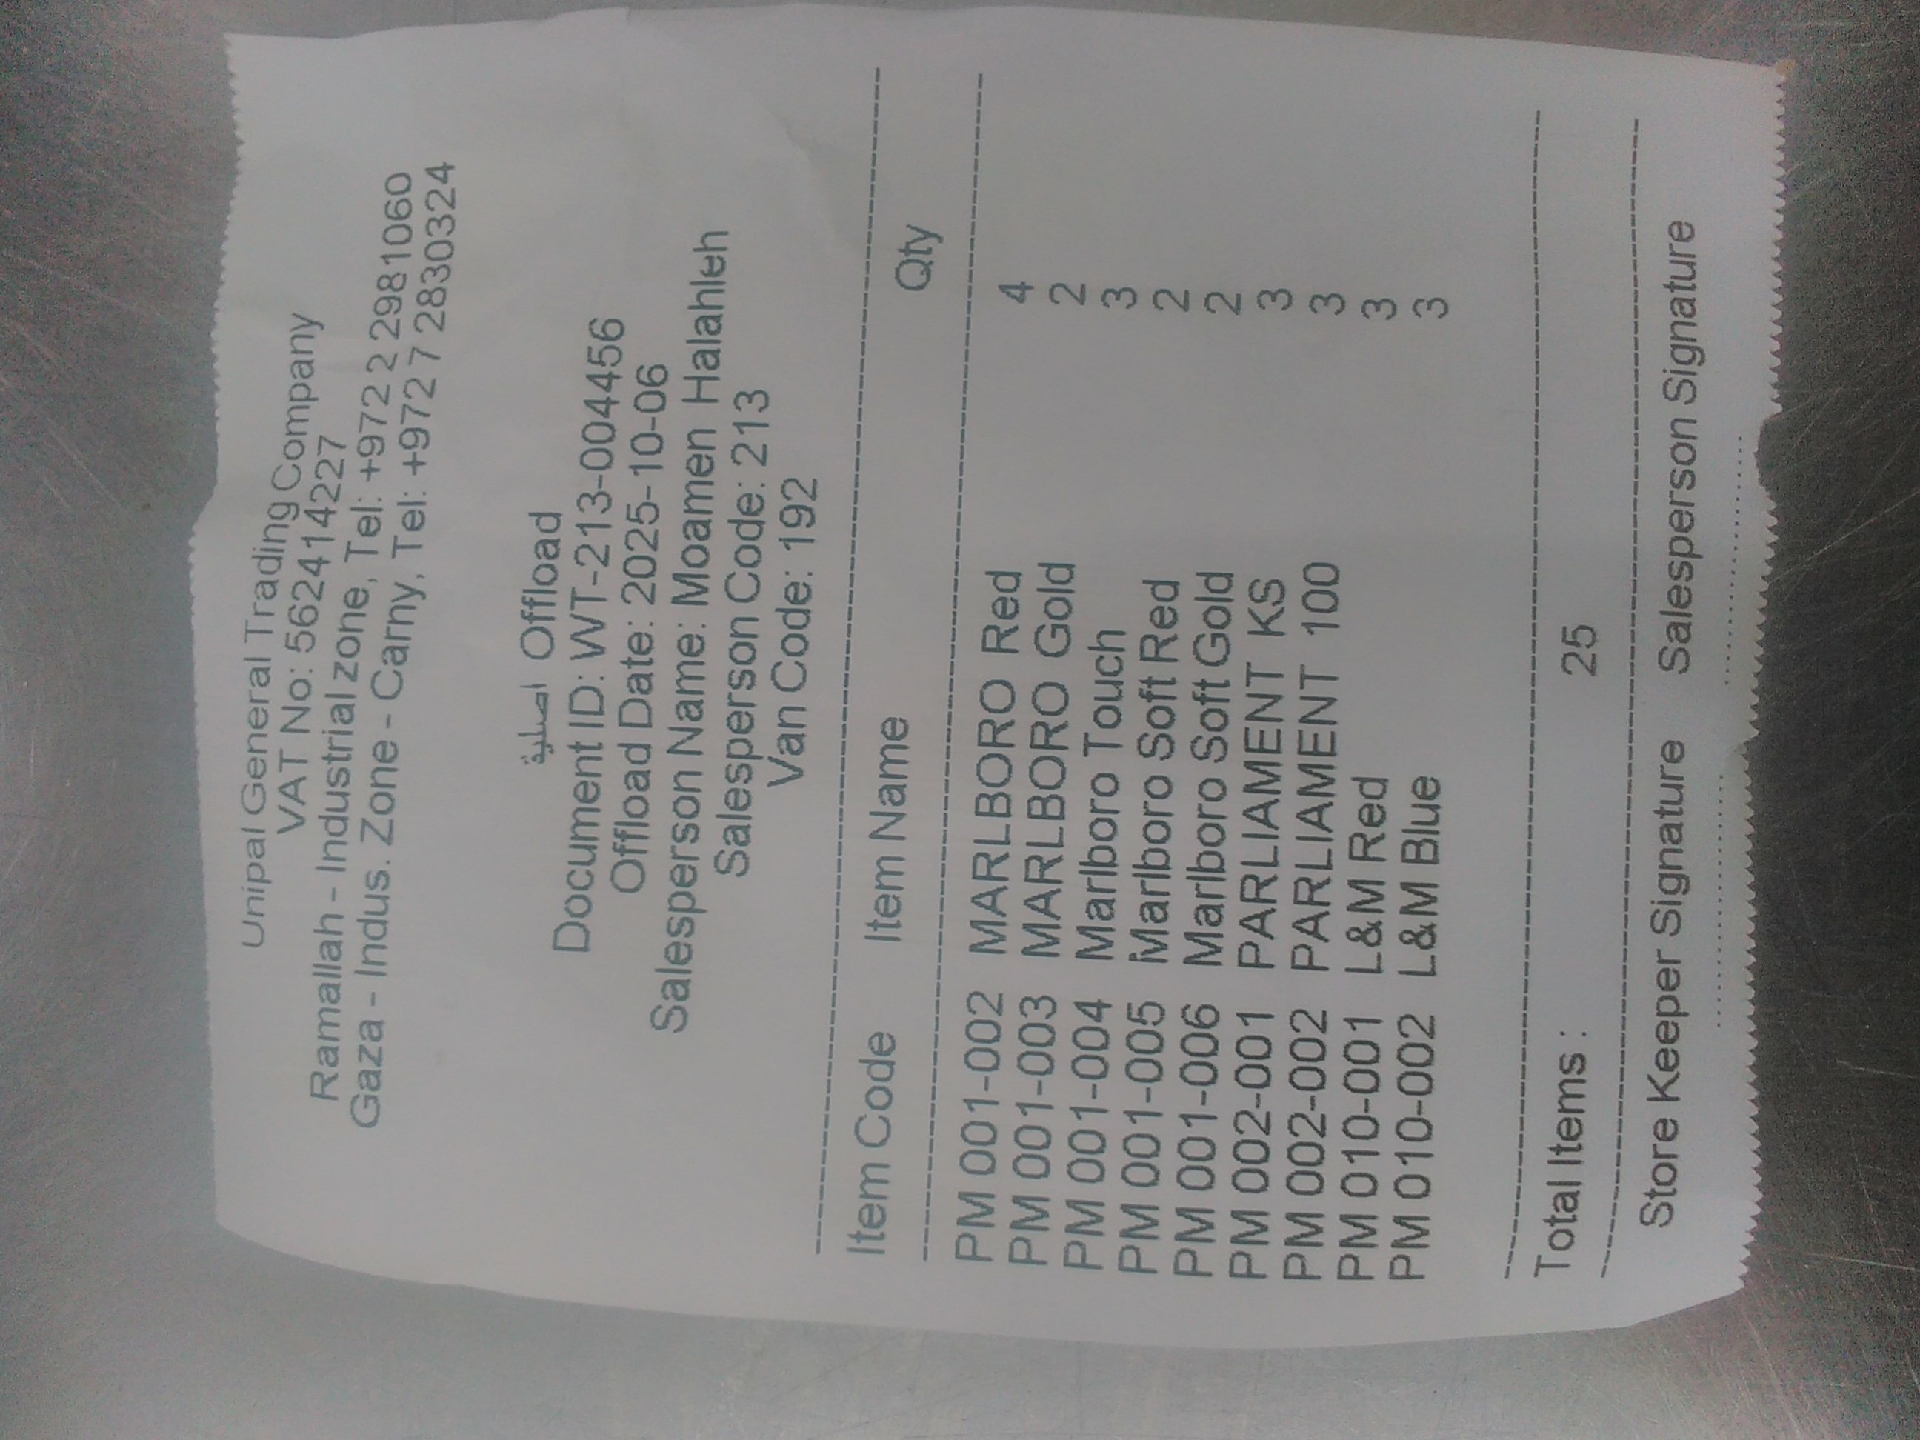 Unipal General Trading Company
VAT No: 562414227
Ramallah - Industrial zone, Tel: +972 2 2981060
Gaza - Indus. Zone - Carny, Tel: +972 7 2830324
اصلية Offload
Document ID: WT-213-004456
Offload Date: 2025-10-06
Salesperson Name: Moamen Halahleh
Salesperson Code: 213
Van Code: 192
Item Code Item Name Qty
PM 001-002 MARLBORO Red 4
PM 001-003 MARLBORO Gold 2
PM 001-004 Marlboro Touch 3
PM 001-005 Marlboro Soft Red 2
PM 001-006 Marlboro Soft Gold 2
PM 002-001 PARLIAMENT KS 3
PM 002-002 PARLIAMENT 100 3
PM 010-001 L&M Red 3
PM 010-002 L&M Blue 3
Total Items : 25
Store Keeper Signature Salesperson Signature